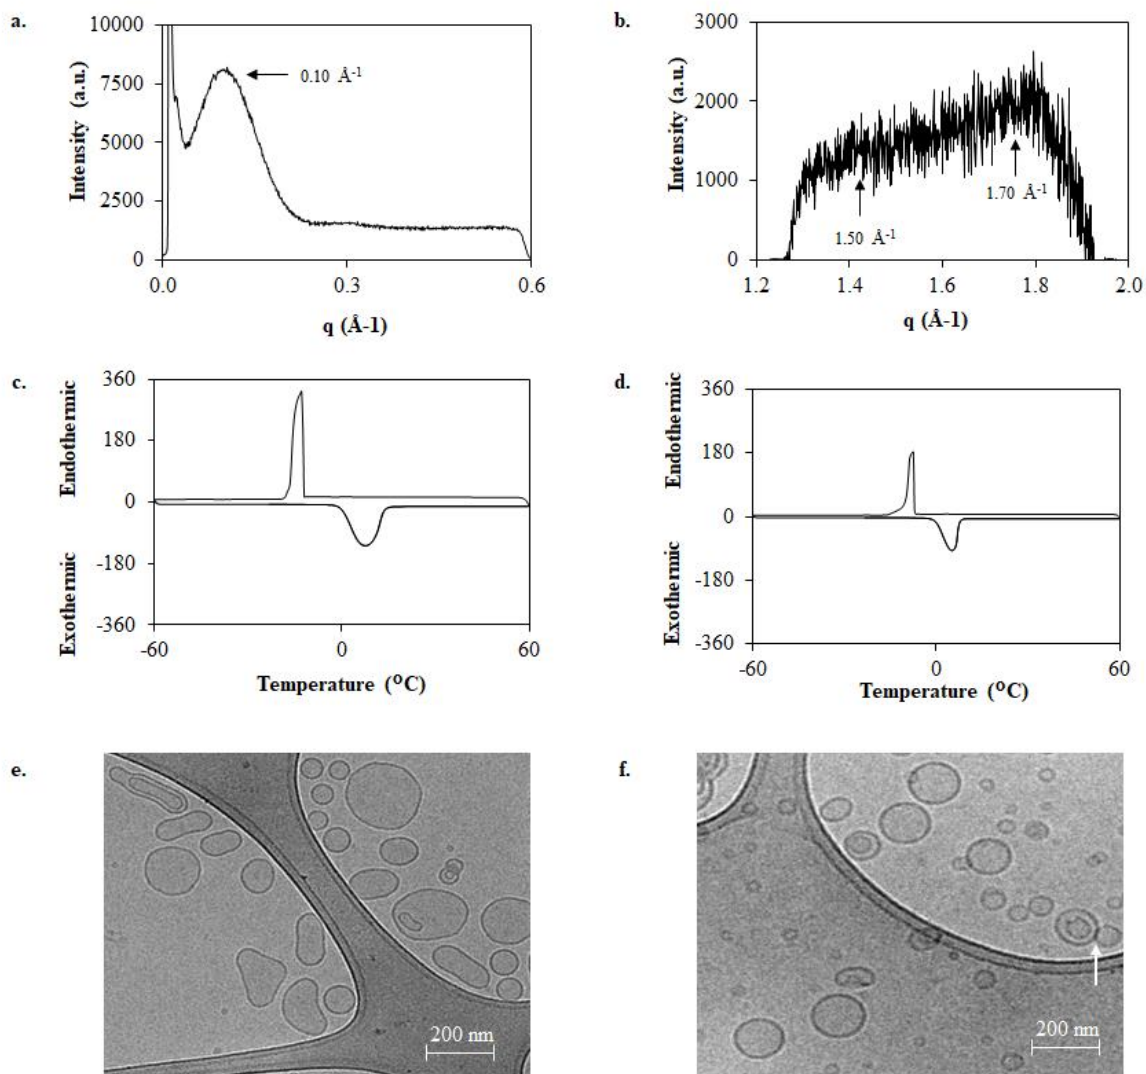 a.
10000
7500
5000
2500
0
0.0 0.3 0.6
Intensity (a.u.)
q (Å-1)
0.10 Å-1
b.
3000
2000
1000
0
1.2 1.4 1.6 1.8 2.0
Intensity (a.u.)
q (Å-1)
1.50 Å-1
1.70 Å-1
c.
360
180
0
-180
-360
-60 0 60
Endothermic
Exothermic
Temperature (OC)
d.
360
180
0
-180
-360
-60 0 60
Endothermic
Exothermic
Temperature (OC)
e.
200 nm
f.
200 nm